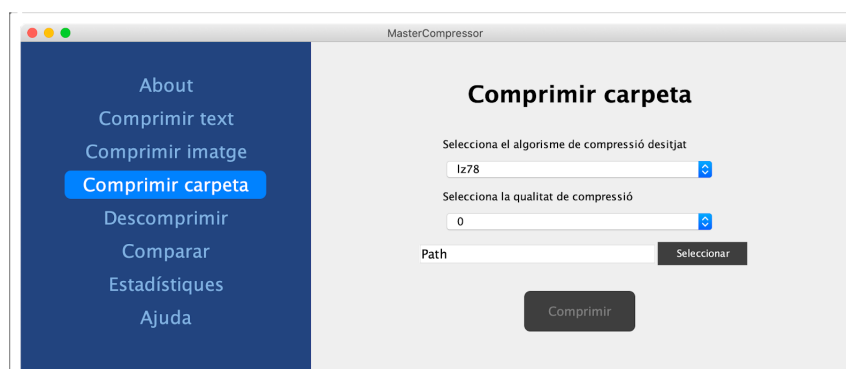 MasterCompressor
About
Comprimir text
Comprimir imatge
Comprimir carpeta
Descomprimir
Comparar
Estadístiques
Ajuda
Comprimir carpeta
Selecciona el algorisme de compressió desitjat
lz78
Selecciona la qualitat de compressió
0
Path
Seleccionar
Comprimir